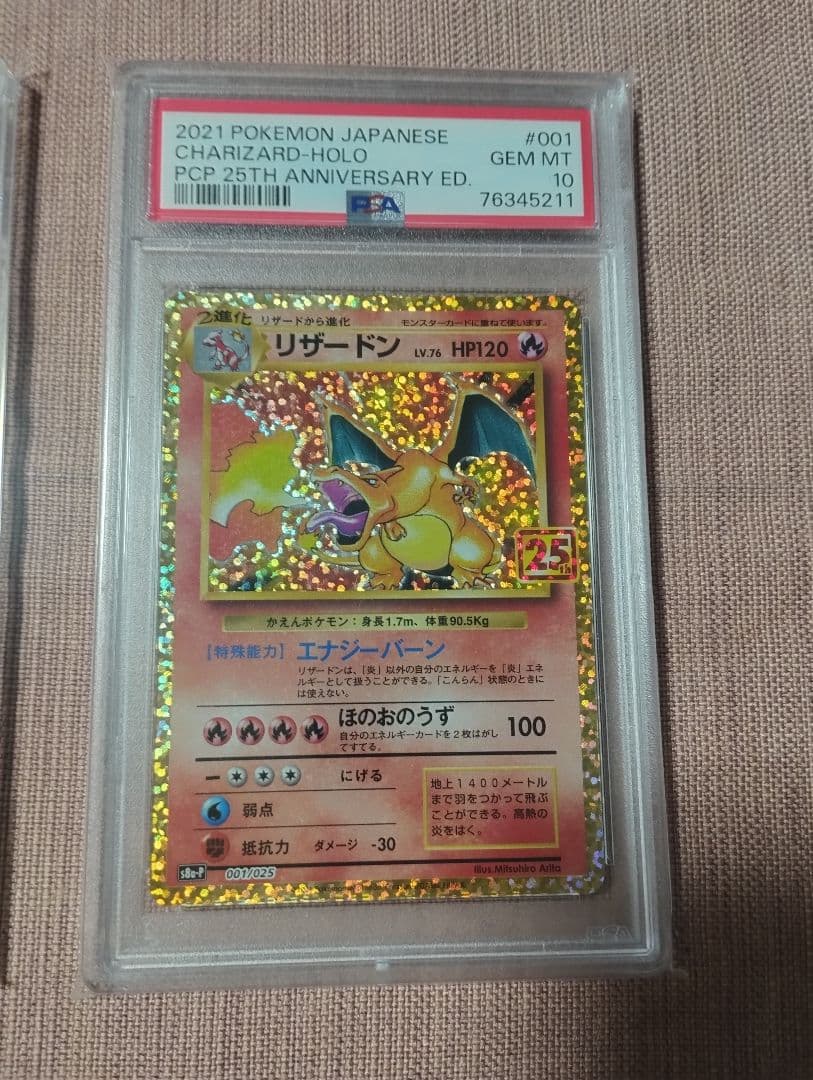 2021 POKEMON JAPANESE #001
CHARIZARD-HOLO GEM MT
PCP 25TH ANNIVERSARY ED. 10
PSA 76345211
2進化 リザードから進化 モンスターカードに重ねて使います。
リザードン LV.76 HP120
25th
かえんポケモン：身長1.7m、体重90.5Kg
【特殊能力】 エナジーバーン
リザードンは、「炎」以外の自分のエネルギーを「炎」エネ
ルギーとして扱うことができる。「こんらん」状態のときに
は使えない。
ほのおのうず 100
自分のエネルギーカードを2枚はがし
てすてる。
にげる
弱点
抵抗力 ダメージ -30
地上1400メートル
まで羽をつかって飛ぶ
ことができる。高熱の
炎をはく。
s8a-P 001/025 Illus.Mitsuhiro Arita